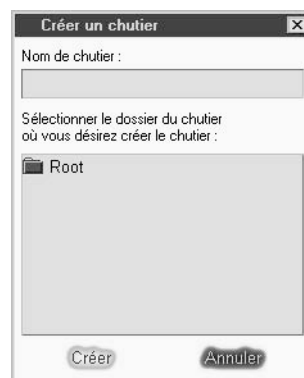 Créer un chutier
Nom de chutier :
Sélectionner le dossier du chutier
où vous désirez créer le chutier :
Root
Créer
Annuler